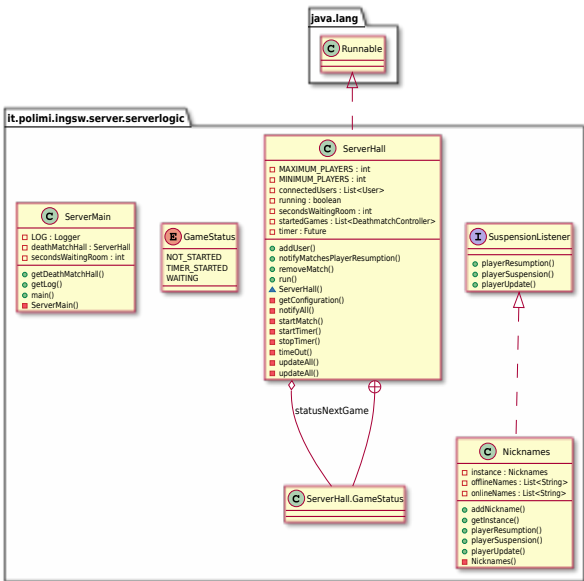 java.lang
C Runnable
it.polimi.ingsw.server.serverlogic
C ServerMain
LOG : Logger
deathMatchHall : ServerHall
secondsWaitingRoom : int
getDeathMatchHall()
getLog()
main()
ServerMain()
E GameStatus
NOT_STARTED
TIMER_STARTED
WAITING
C ServerHall
MAXIMUM_PLAYERS : int
MINIMUM_PLAYERS : int
connectedUsers : List<User>
running : boolean
secondsWaitingRoom : int
startedGames : List<DeathmatchController>
timer : Future
addUser()
notifyMatchesPlayerResumption()
removeMatch()
run()
ServerHall()
getConfiguration()
notifyAll()
startMatch()
startTimer()
stopTimer()
timeOut()
updateAll()
updateAll()
I SuspensionListener
playerResumption()
playerSuspension()
playerUpdate()
statusNextGame
C ServerHall.GameStatus
C Nicknames
instance : Nicknames
offlineNames : List<String>
onlineNames : List<String>
addNickname()
getInstance()
playerResumption()
playerSuspension()
playerUpdate()
Nicknames()